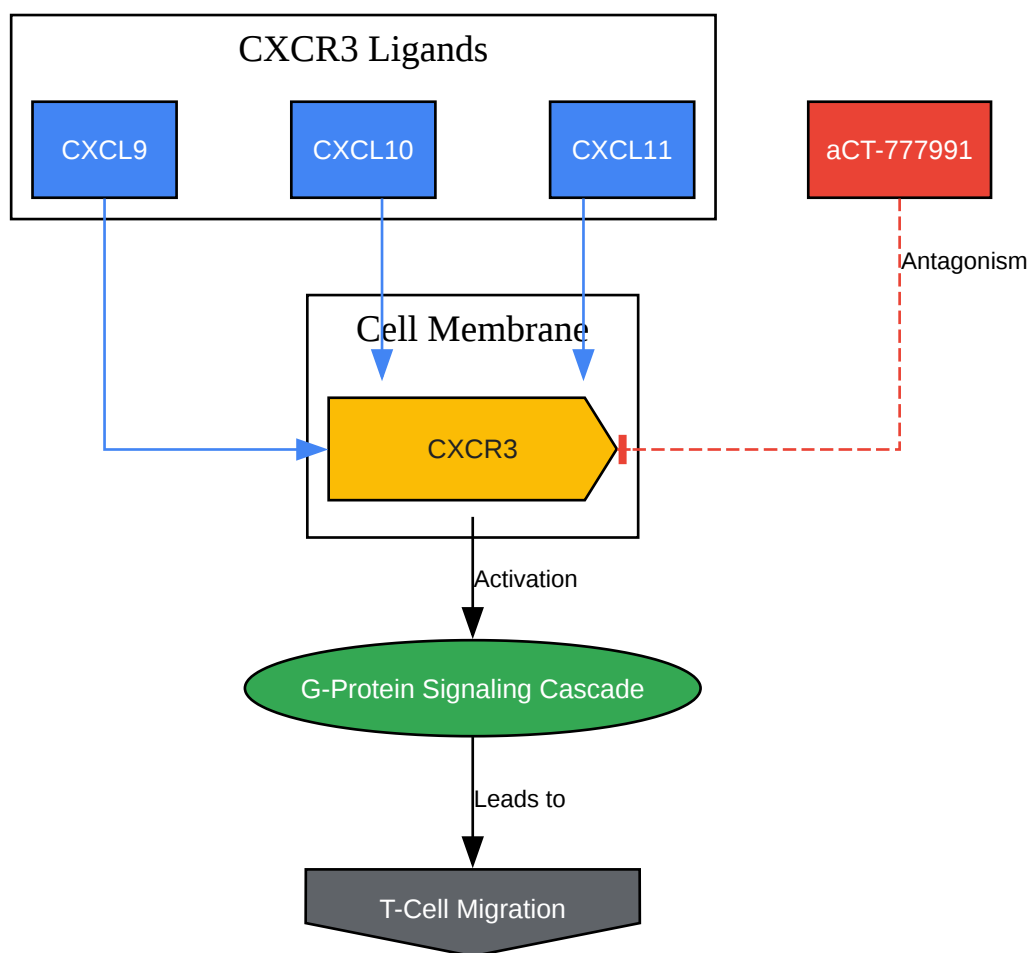 CXCR3 Ligands
CXCL9
CXCL10
CXCL11
aCT-777991
Antagonism
Cell Membrane
CXCR3
Activation
G-Protein Signaling Cascade
Leads to
T-Cell Migration